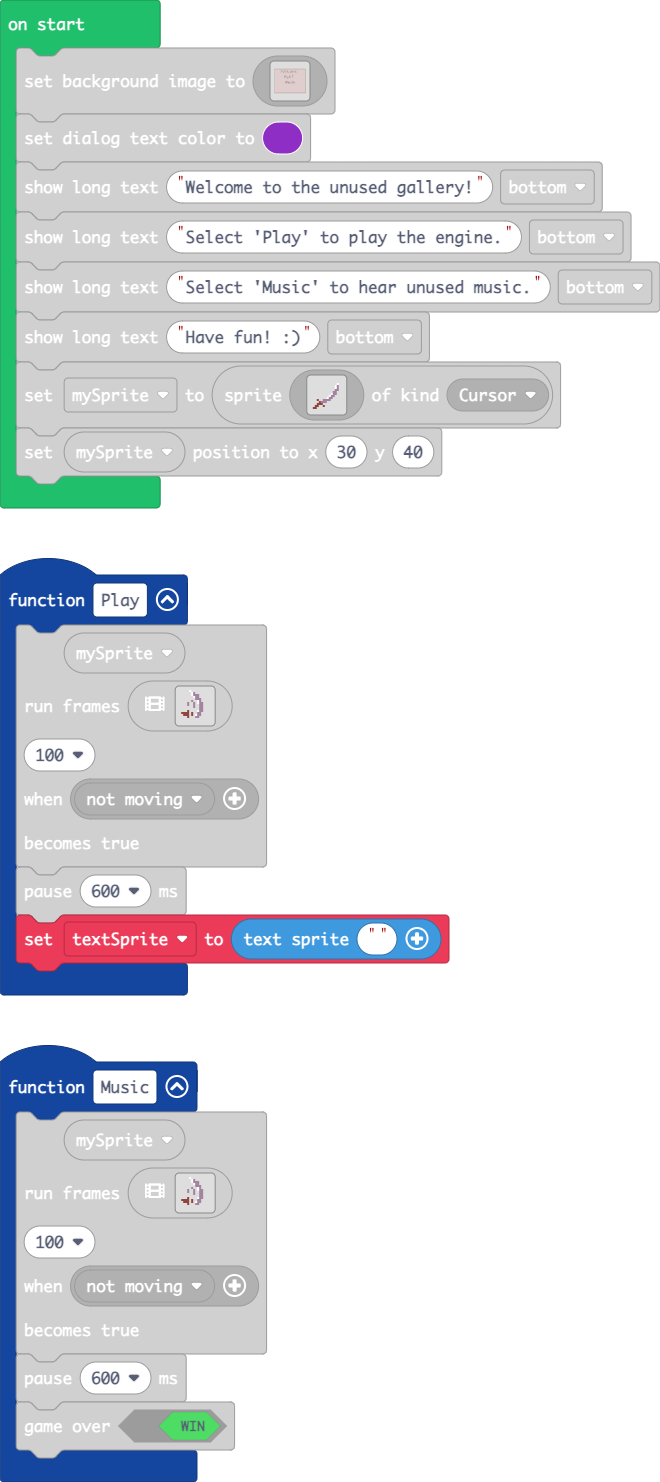 on start
set background image to
set dialog text color to
show long text "Welcome to the unused gallery!" bottom
show long text "Select 'Play' to play the engine." bottom
show long text "Select 'Music' to hear unused music." bottom
show long text "Have fun! :)" bottom
set mySprite to sprite of kind Cursor
set mySprite position to x 30 y 40
function Play
mySprite
run frames
100
when not moving
becomes true
pause 600 ms
set textSprite to text sprite " "
function Music
mySprite
run frames
100
when not moving
becomes true
pause 600 ms
game over WIN